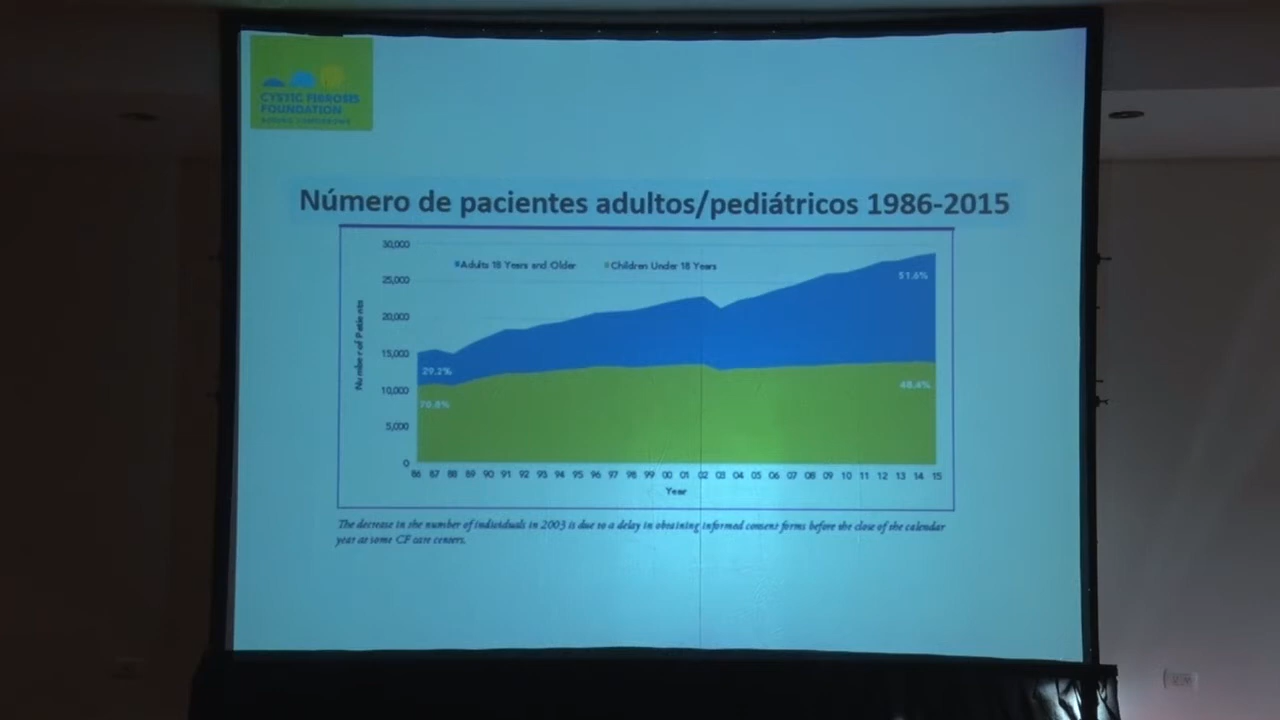 CYSTIC FIBROSIS
FOUNDATION
Número de pacientes adultos/pediátricos 1986-2015
30,000
Adults 18 Years and Older
Children Under 18 Years
25,000
51.6%
20,000
Number of Patients
15,000
29.2%
10,000
48.4%
70.8%
5,000
0
86 87 88 89 90 91 92 93 94 95 96 97 98 99 00 01 02 03 04 05 06 07 08 09 10 11 12 13 14 15
Year
The decrease in the number of individuals in 2003 is due to a delay in obtaining informed consent forms before the close of the calendar
year at some CF care centers.